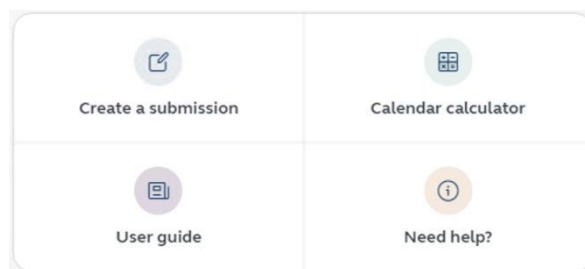 Create a submission
Calendar calculator
User guide
Need help?